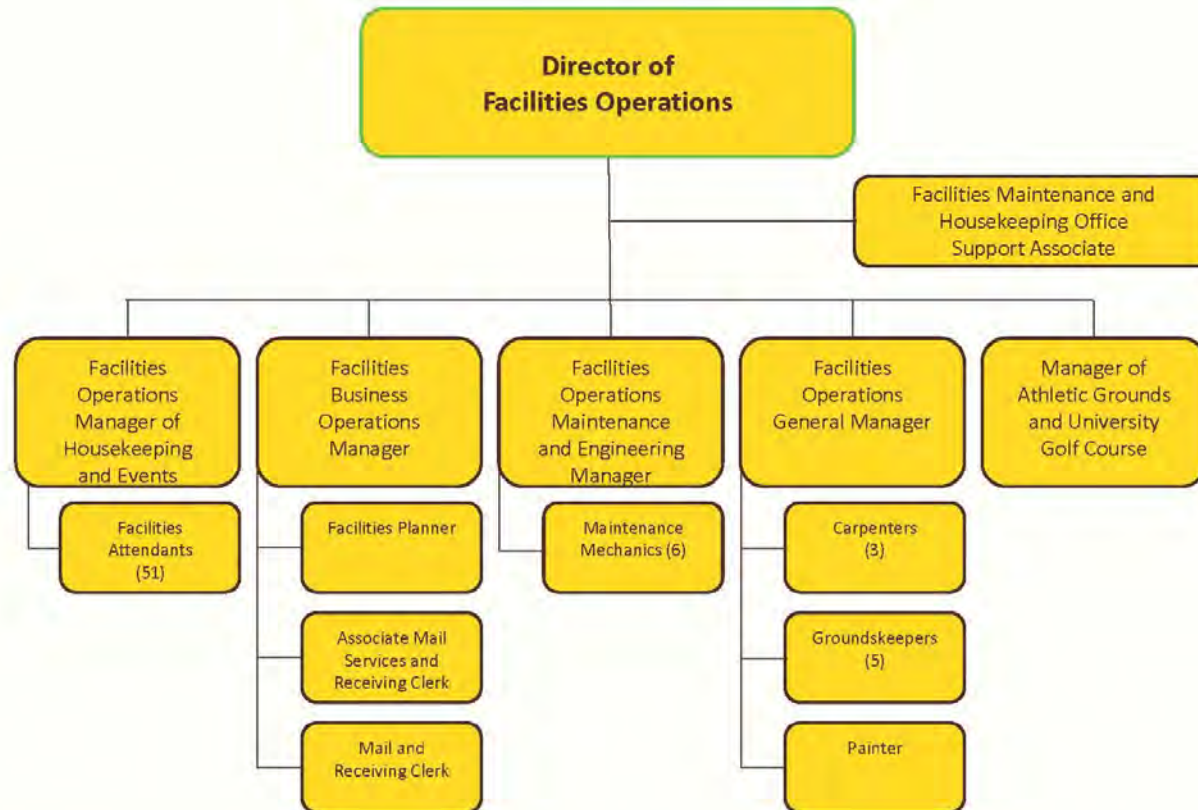 Director of
Facilities Operations
Facilities Maintenance and
Housekeeping Office
Support Associate
Facilities
Operations
Manager of
Housekeeping
and Events
Facilities
Business
Operations
Manager
Facilities
Operations
Maintenance
and Engineering
Manager
Facilities
Operations
General Manager
Manager of
Athletic Grounds
and University
Golf Course
Facilities
Attendants
(51)
Facilities Planner
Maintenance
Mechanics (6)
Carpenters
(3)
Associate Mail
Services and
Receiving Clerk
Groundskeepers
(5)
Mail and
Receiving Clerk
Painter